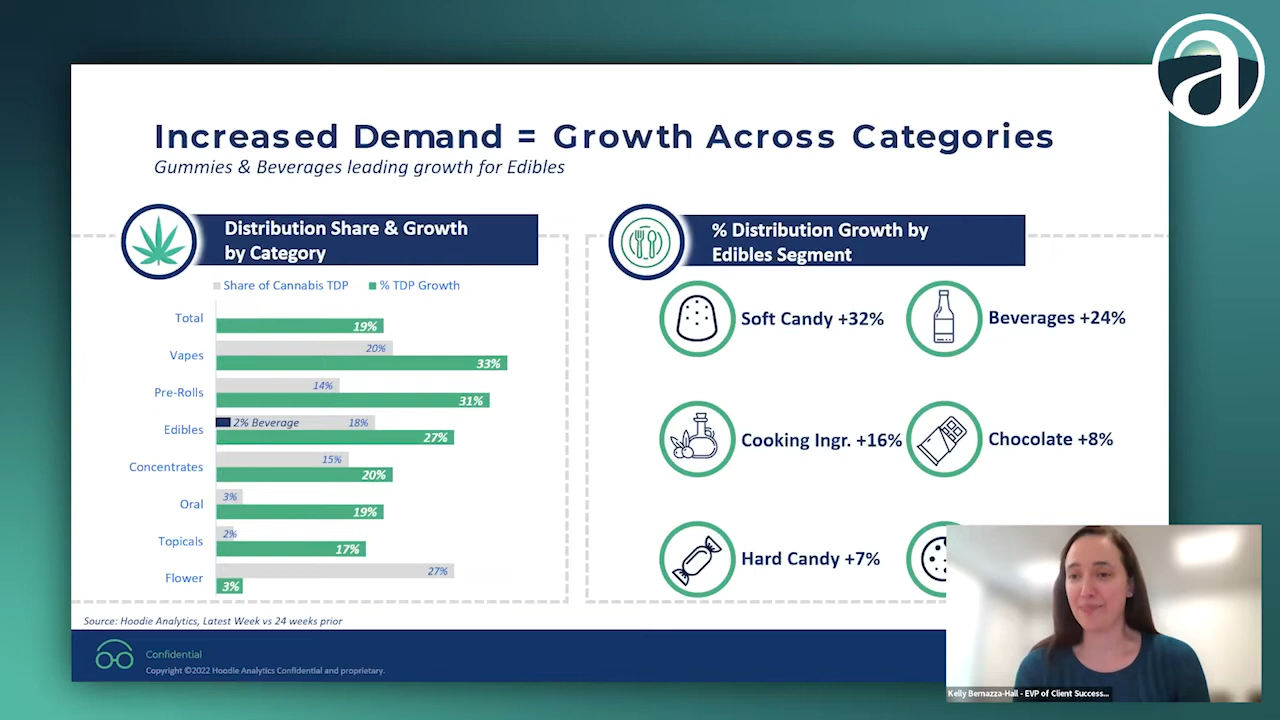 Increased Demand = Growth Across Categories
Gummies & Beverages leading growth for Edibles
Distribution Share & Growth
by Category
Share of Cannabis TDP
% TDP Growth
Total
19%
Vapes
20%
33%
Pre-Rolls
14%
31%
Edibles
2% Beverage
18%
27%
Concentrates
15%
20%
Oral
3%
19%
Topicals
2%
17%
Flower
27%
3%
% Distribution Growth by
Edibles Segment
Soft Candy +32%
Beverages +24%
Cooking Ingr. +16%
Chocolate +8%
Hard Candy +7%
Source: Hoodie Analytics, Latest Week vs 24 weeks prior
Confidential
Copyright ©2022 Hoodie Analytics Confidential and proprietary.
a
Kelly Bernazza-Hall - EVP of Client Success...